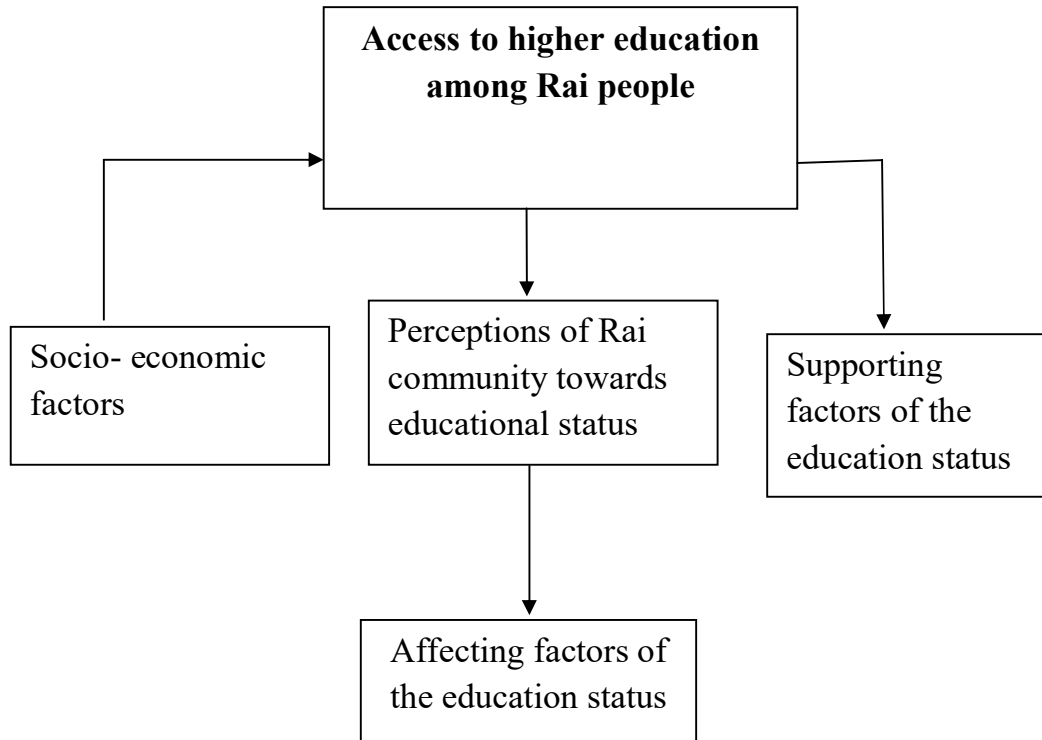 Access to higher education
among Rai people
Socio- economic
factors
Perceptions of Rai
community towards
educational status
Supporting
factors of the
education status
Affecting factors of
the education status